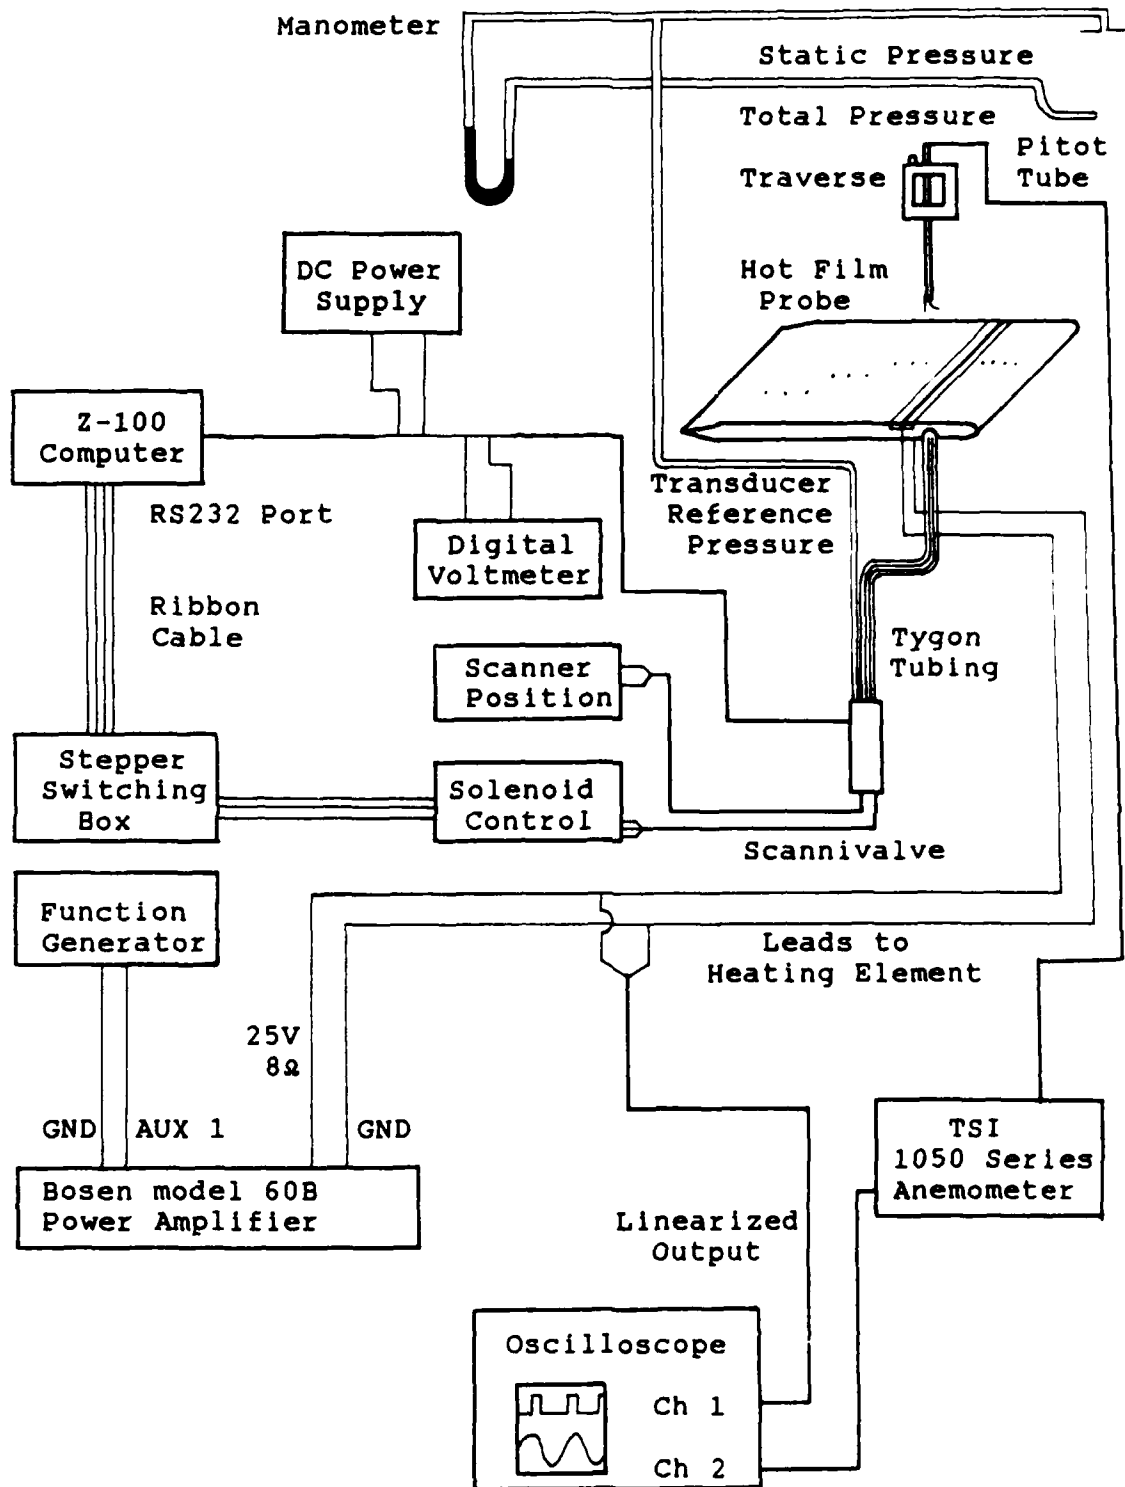 Manometer
Static Pressure
Total Pressure
Pitot
Tube
Traverse
Hot Film
Probe
DC Power
Supply
Z-100
Computer
RS232 Port
Transducer
Reference
Pressure
Digital
Voltmeter
Ribbon
Cable
Scanner
Position
Tygon
Tubing
Stepper
Switching
Box
Solenoid
Control
Scannivalve
Function
Generator
Leads to
Heating Element
25V
8Ω
GND
AUX 1
GND
TSI
1050 Series
Anemometer
Bosen model 60B
Power Amplifier
Linearized
Output
Oscilloscope
Ch 1
Ch 2